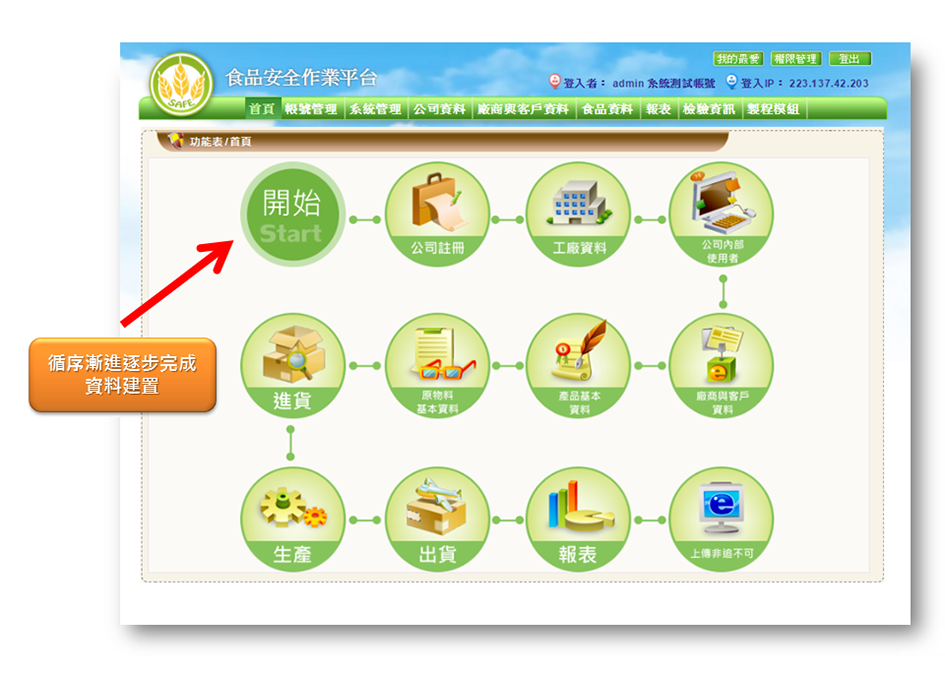 我的最愛 權限管理 登出
食品安全作業平台
登入者： admin 系統測試帳號 登入IP： 223.137.42.203
SAFE
首頁 帳號管理 系統管理 公司資料 廠商與客戶資料 食品資料 報表 檢驗資訊 製程模組
功能表/首頁
開始
Start
公司註冊
工廠資料
公司內部
使用者
循序漸進逐步完成
資料建置
進貨
原物料
基本資料
產品基本
資料
廠商與客戶
資料
生產
出貨
報表
上傳非追不可